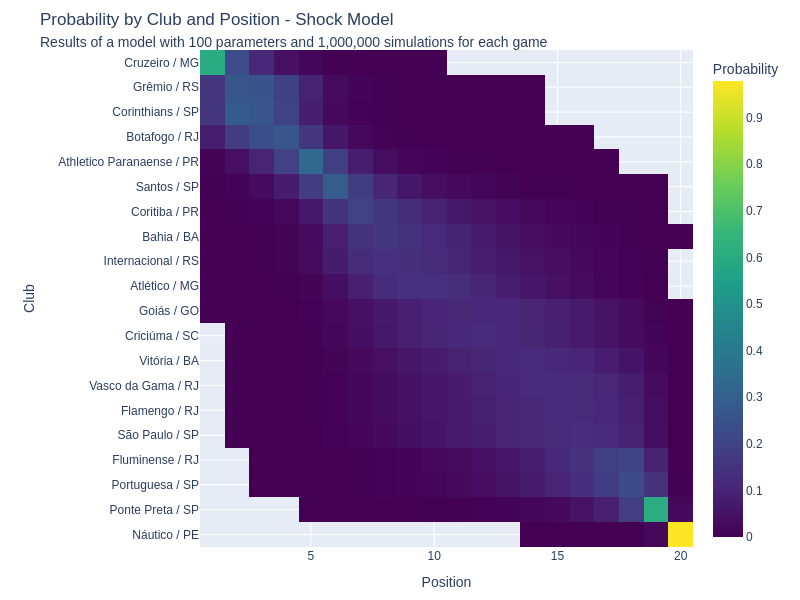 Probability by Club and Position - Shock Model
Results of a model with 100 parameters and 1,000,000 simulations for each game
Probability
Cruzeiro / MG
Grêmio / RS
Corinthians / SP
Botafogo / RJ
Athletico Paranaense / PR
Santos / SP
Coritiba / PR
Bahia / BA
Internacional / RS
Atlético / MG
Goiás / GO
Criciúma / SC
Vitória / BA
Vasco da Gama / RJ
Flamengo / RJ
São Paulo / SP
Fluminense / RJ
Portuguesa / SP
Ponte Preta / SP
Náutico / PE
Club
5 10 15 20
Position
0.9
0.8
0.7
0.6
0.5
0.4
0.3
0.2
0.1
0